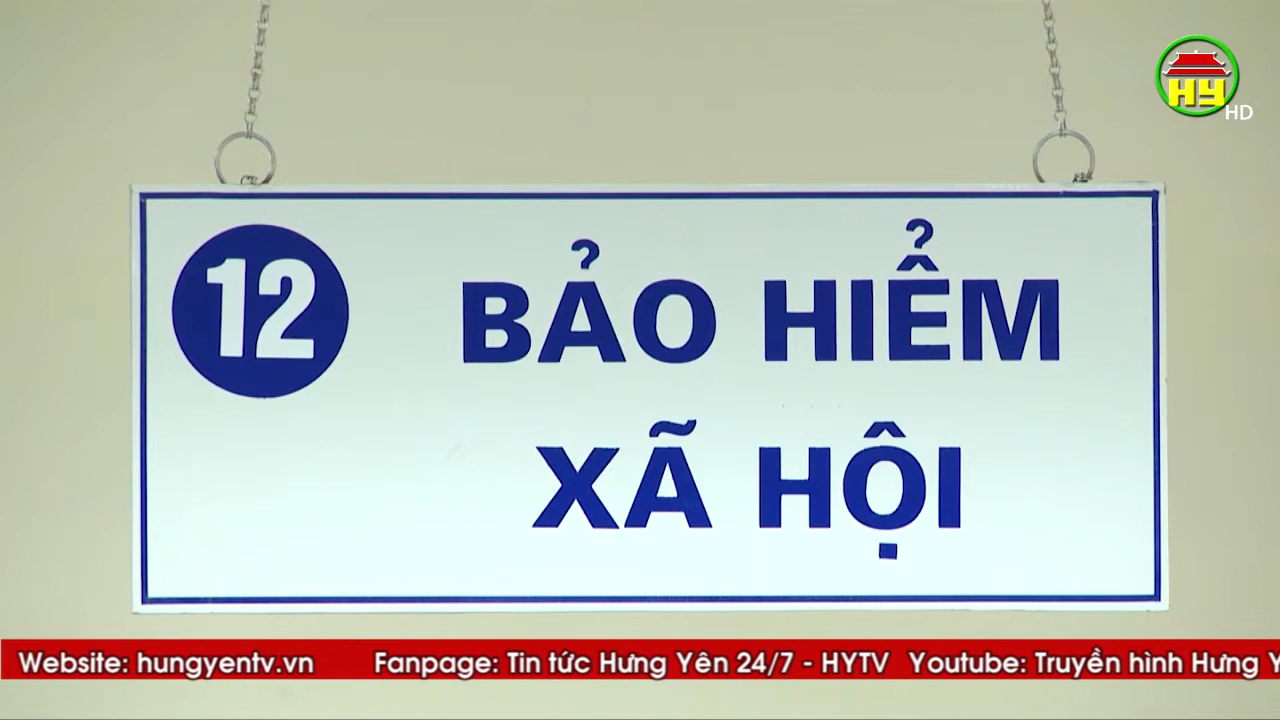 HY
HD
12
BẢO HIỂM
XÃ HỘI
Website: hungyentv.vn Fanpage: Tin tức Hưng Yên 24/7 - HYTV Youtube: Truyền hình Hưng